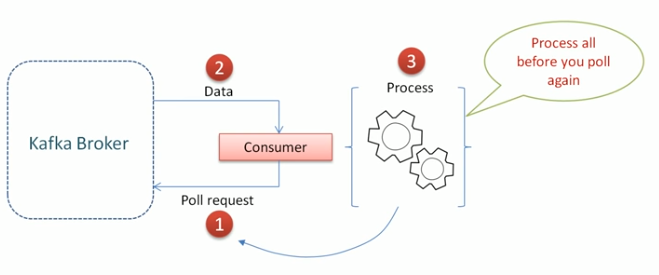 Kafka Broker
2
Data
Consumer
Poll request
1
3
Process
Process all
before you poll
again